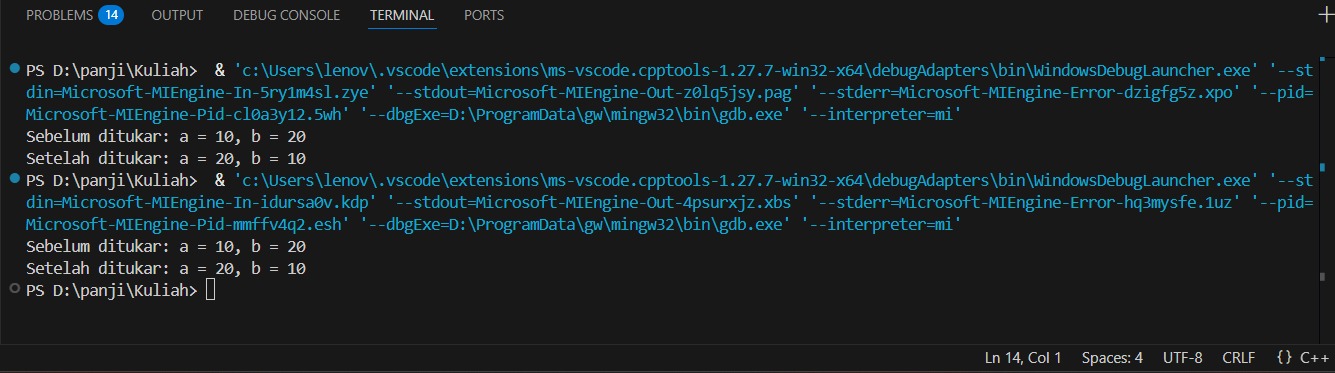 PROBLEMS 14 OUTPUT DEBUG CONSOLE TERMINAL PORTS
PS D:\panji\Kuliah>  & 'c:\Users\lenov\.vscode\extensions\ms-vscode.cpptools-1.27.7-win32-x64\debugAdapters\bin\WindowsDebugLauncher.exe' '--st
din=Microsoft-MIEngine-In-5ry1m4sl.zye' '--stdout=Microsoft-MIEngine-Out-z0lq5jsy.pag' '--stderr=Microsoft-MIEngine-Error-dzigfg5z.xpo' '--pid=
Microsoft-MIEngine-Pid-cl0a3y12.5wh' '--dbgExe=D:\ProgramData\gw\mingw32\bin\gdb.exe' '--interpreter=mi'
Sebelum ditukar: a = 10, b = 20
Setelah ditukar: a = 20, b = 10
PS D:\panji\Kuliah>  & 'c:\Users\lenov\.vscode\extensions\ms-vscode.cpptools-1.27.7-win32-x64\debugAdapters\bin\WindowsDebugLauncher.exe' '--st
din=Microsoft-MIEngine-In-idursa0v.kdp' '--stdout=Microsoft-MIEngine-Out-4psurxjz.xbs' '--stderr=Microsoft-MIEngine-Error-hq3mysfe.1uz' '--pid=
Microsoft-MIEngine-Pid-mmffv4q2.esh' '--dbgExe=D:\ProgramData\gw\mingw32\bin\gdb.exe' '--interpreter=mi'
Sebelum ditukar: a = 10, b = 20
Setelah ditukar: a = 20, b = 10
PS D:\panji\Kuliah>
Ln 14, Col 1 Spaces: 4 UTF-8 CRLF {} C++